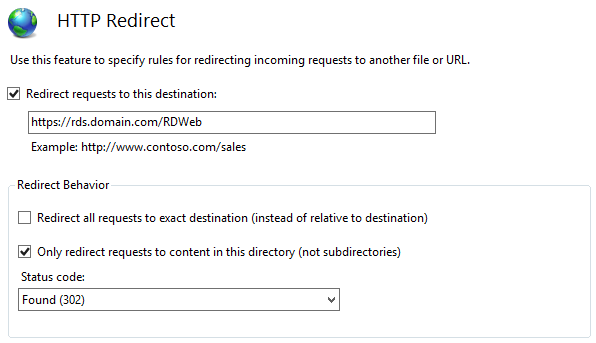 HTTP Redirect
Use this feature to specify rules for redirecting incoming requests to another file or URL.
Redirect requests to this destination:
https://rds.domain.com/RDWeb
Example: http://www.contoso.com/sales
Redirect Behavior
Redirect all requests to exact destination (instead of relative to destination)
Only redirect requests to content in this directory (not subdirectories)
Status code:
Found (302)